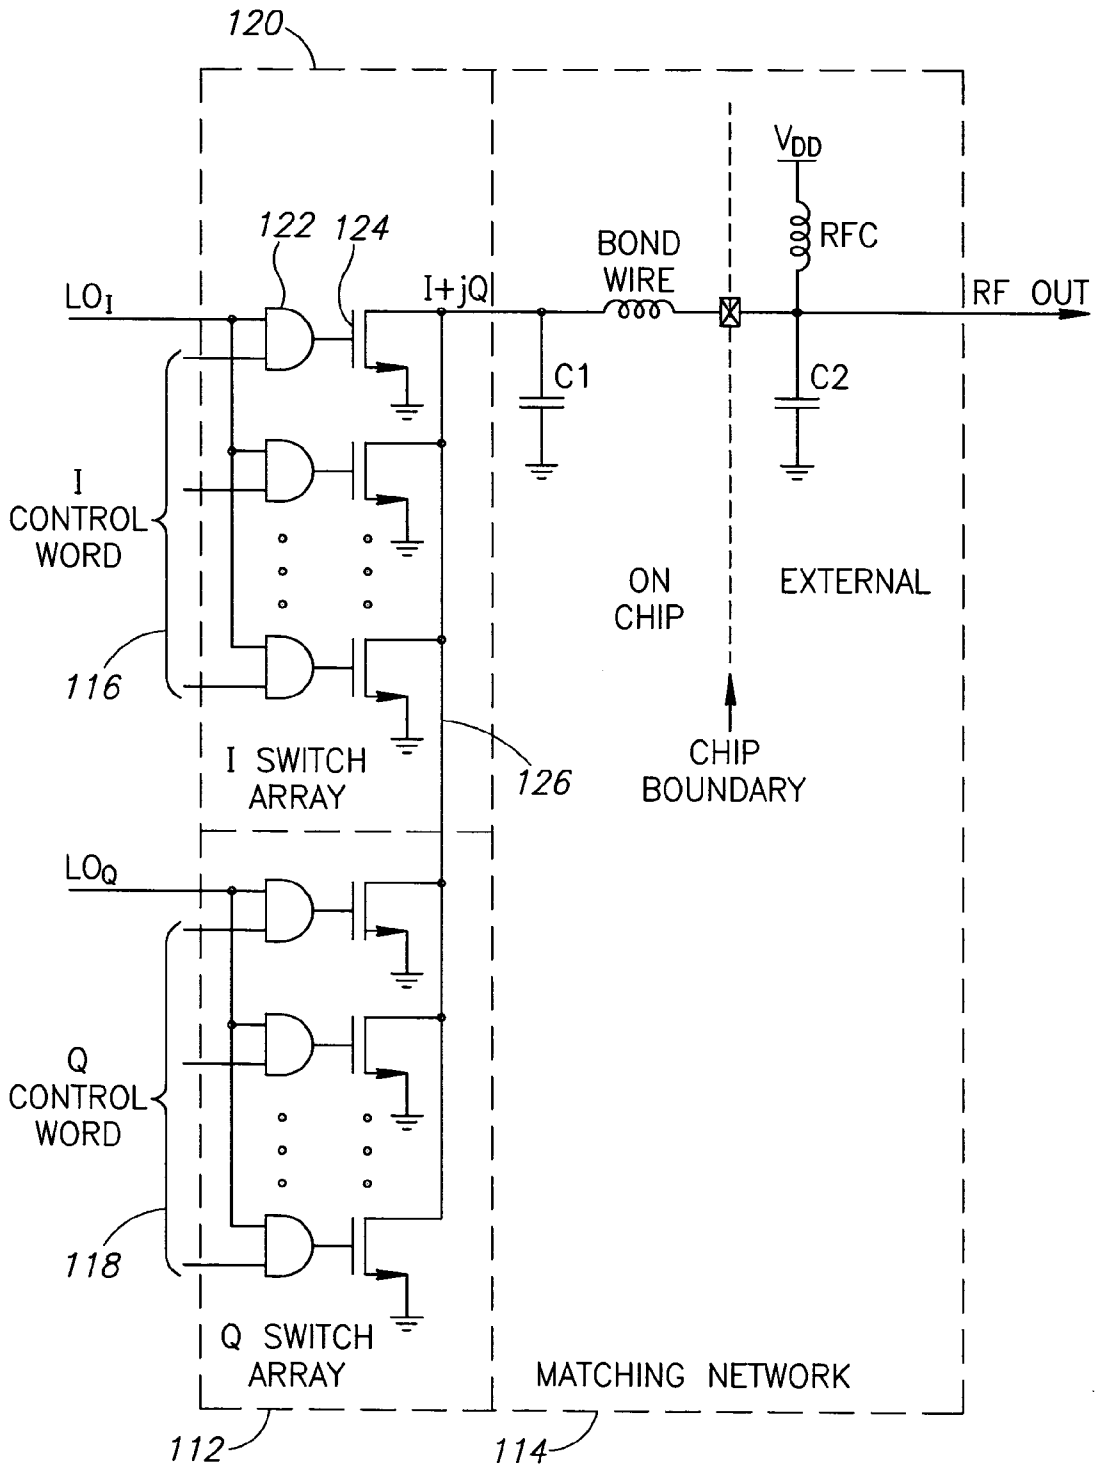 120
V_DD
122
124
BOND
WIRE
RFC
LO_I
I+jQ
RF OUT
C1
C2
I
CONTROL
WORD
ON
CHIP
EXTERNAL
116
I SWITCH
ARRAY
126
CHIP
BOUNDARY
LO_Q
Q
CONTROL
WORD
118
Q SWITCH
ARRAY
MATCHING NETWORK
112
114